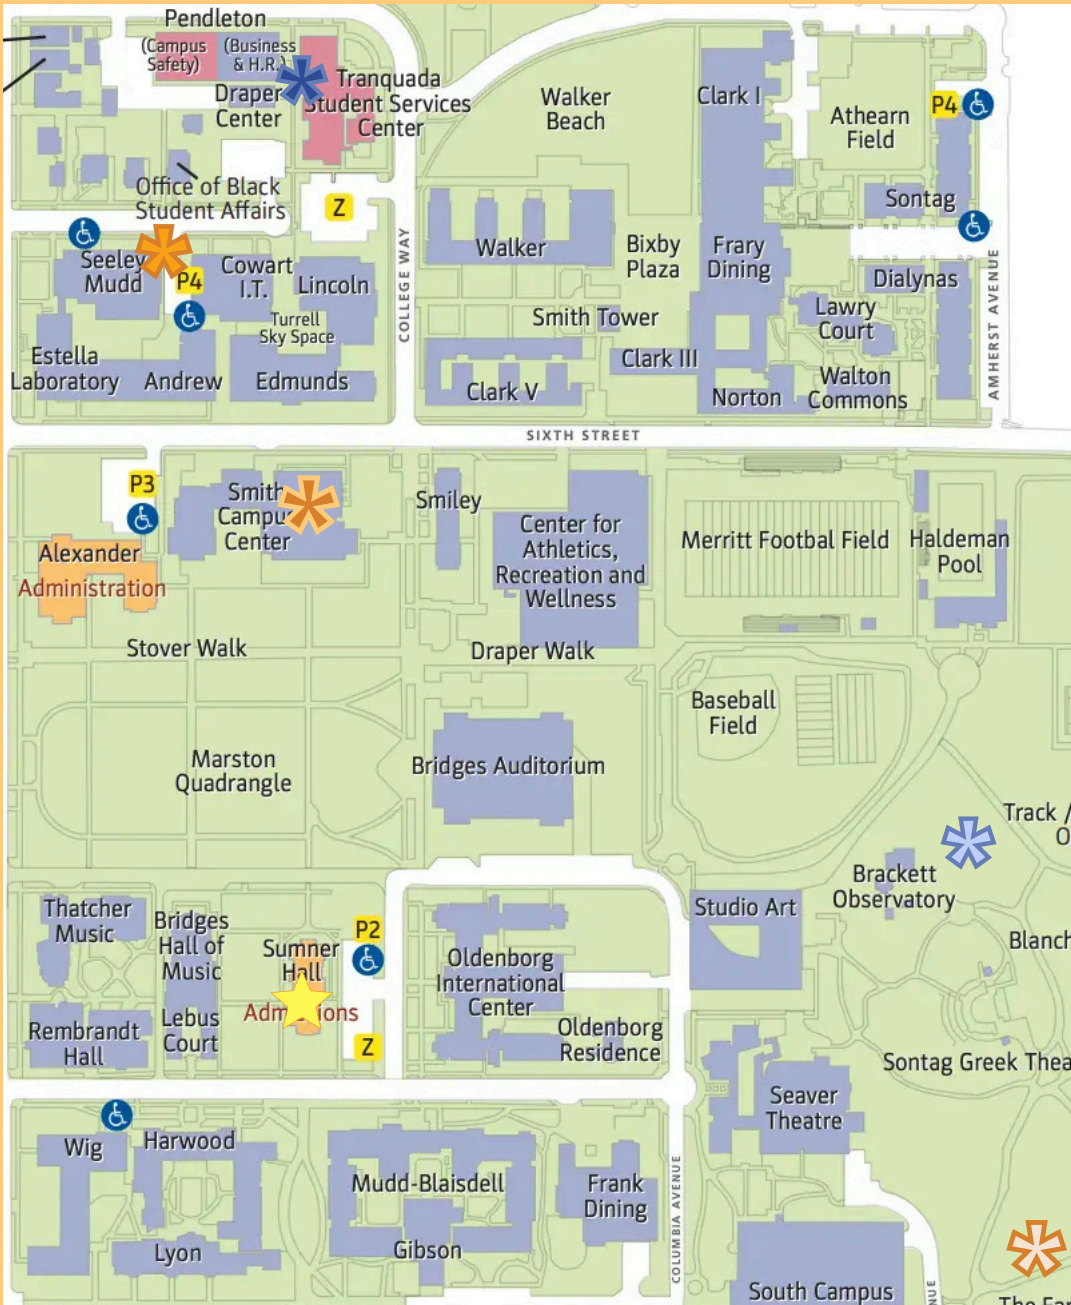 Pendleton
(Campus
Safety)
(Business
& H.R.)
Draper
Center
Tranquada
Student Services
Center
Walker
Beach
Clark I
Athearn
Field
P4
Office of Black
Student Affairs
Z
Sontag
Seeley
Mudd
P4
Cowart
I.T.
Lincoln
Turrell
Sky Space
COLLEGE WAY
Walker
Bixby
Plaza
Frary
Dining
Dialynas
Lawry
Court
AMHERST AVENUE
Smith Tower
Estella
Laboratory
Andrew
Edmunds
Clark III
Clark V
Norton
Walton
Commons
SIXTH STREET
P3
Smith
Campus
Center
Smiley
Center for
Athletics,
Recreation and
Wellness
Merritt Footbal Field
Haldeman
Pool
Alexander
Administration
Stover Walk
Draper Walk
Baseball
Field
Marston
Quadrangle
Bridges Auditorium
Track /
Brackett
Observatory
Studio Art
Thatcher
Music
Bridges
Hall of
Music
Sumner
Hall
P2
Admissions
Oldenborg
International
Center
Blanch
Rembrandt
Hall
Lebus
Court
Z
Oldenborg
Residence
Sontag Greek Thea
Seaver
Theatre
Wig
Harwood
Mudd-Blaisdell
Frank
Dining
COLUMBIA AVENUE
Lyon
Gibson
South Campus